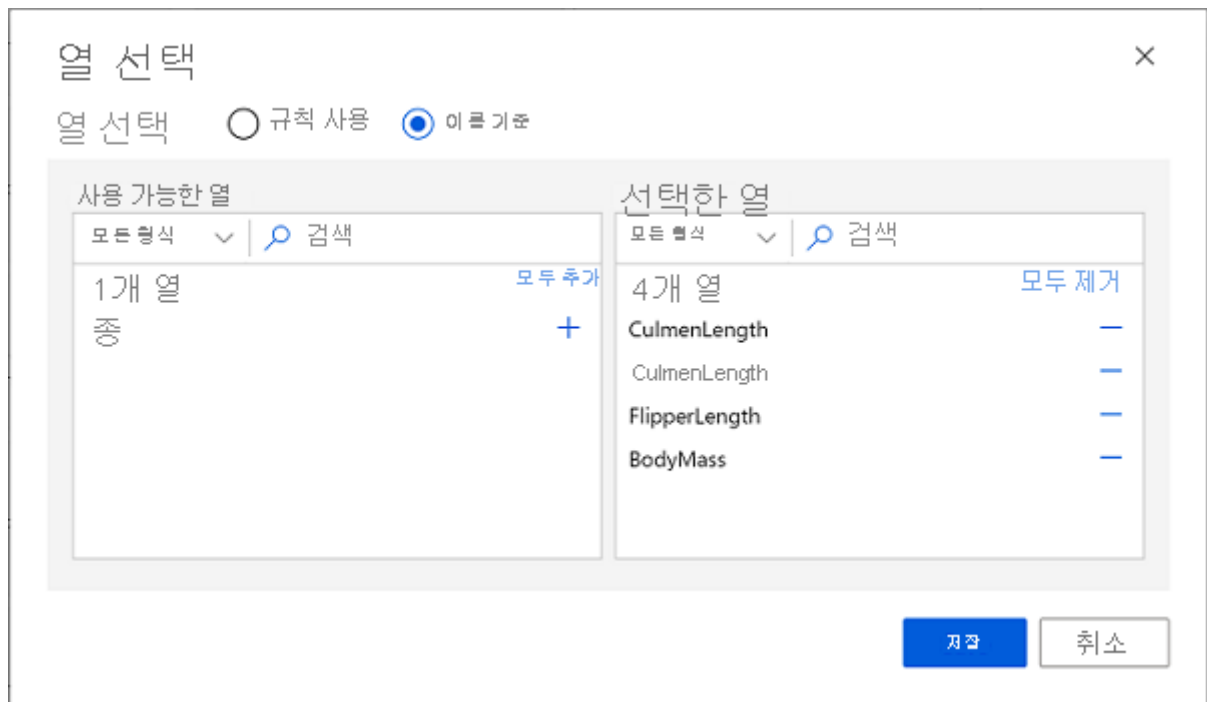 열 선택
열 선택 규칙 사용 이름기준
사용 가능한 열
모든형식 검색
1개 열 모두추가
종
선택한 열
모든 형식 검색
4개 열 모두 제거
CulmenLength
CulmenLength
FlipperLength
BodyMass
저장 취소